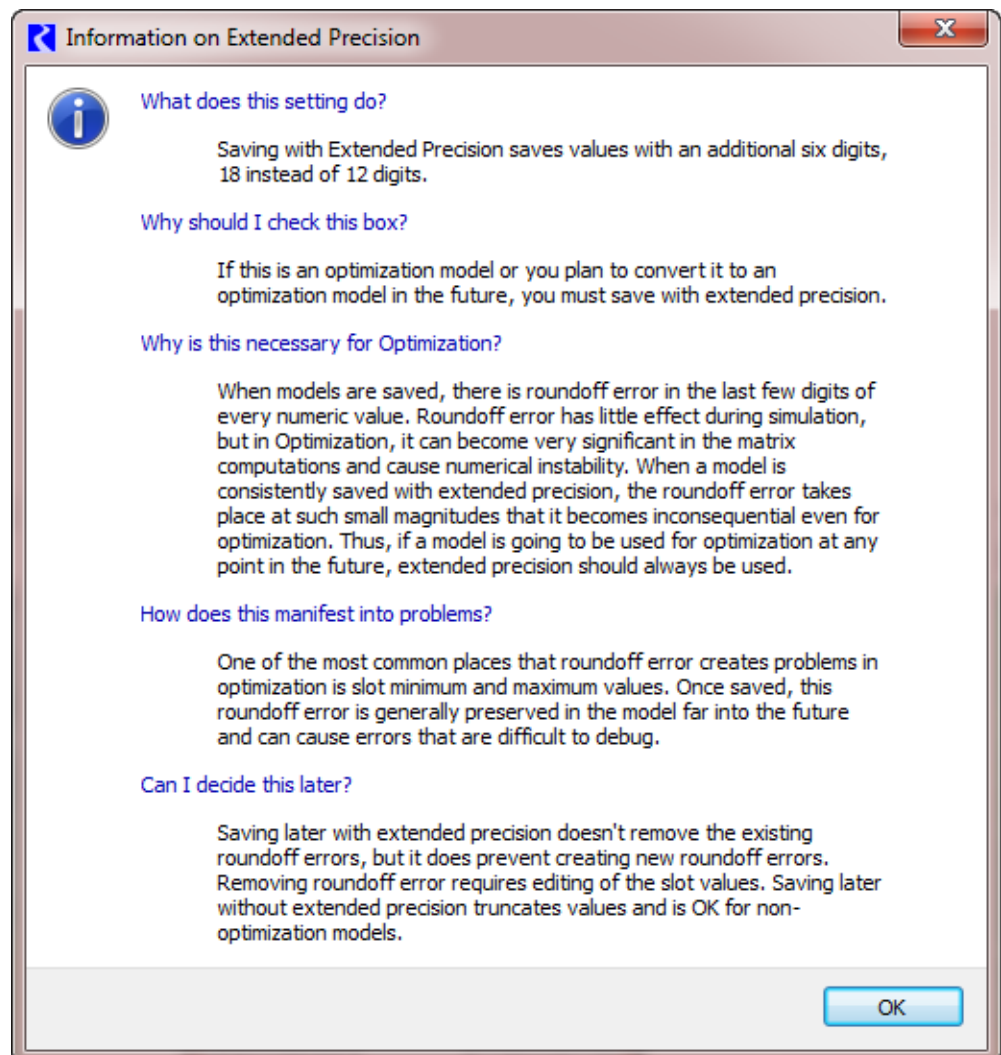 Information on Extended Precision
What does this setting do?
Saving with Extended Precision saves values with an additional six digits,
18 instead of 12 digits.
Why should I check this box?
If this is an optimization model or you plan to convert it to an
optimization model in the future, you must save with extended precision.
Why is this necessary for Optimization?
When models are saved, there is roundoff error in the last few digits of
every numeric value. Roundoff error has little effect during simulation,
but in Optimization, it can become very significant in the matrix
computations and cause numerical instability. When a model is
consistently saved with extended precision, the roundoff error takes
place at such small magnitudes that it becomes inconsequential even for
optimization. Thus, if a model is going to be used for optimization at any
point in the future, extended precision should always be used.
How does this manifest into problems?
One of the most common places that roundoff error creates problems in
optimization is slot minimum and maximum values. Once saved, this
roundoff error is generally preserved in the model far into the future
and can cause errors that are difficult to debug.
Can I decide this later?
Saving later with extended precision doesn't remove the existing
roundoff errors, but it does prevent creating new roundoff errors.
Removing roundoff error requires editing of the slot values. Saving later
without extended precision truncates values and is OK for non-
optimization models.
OK